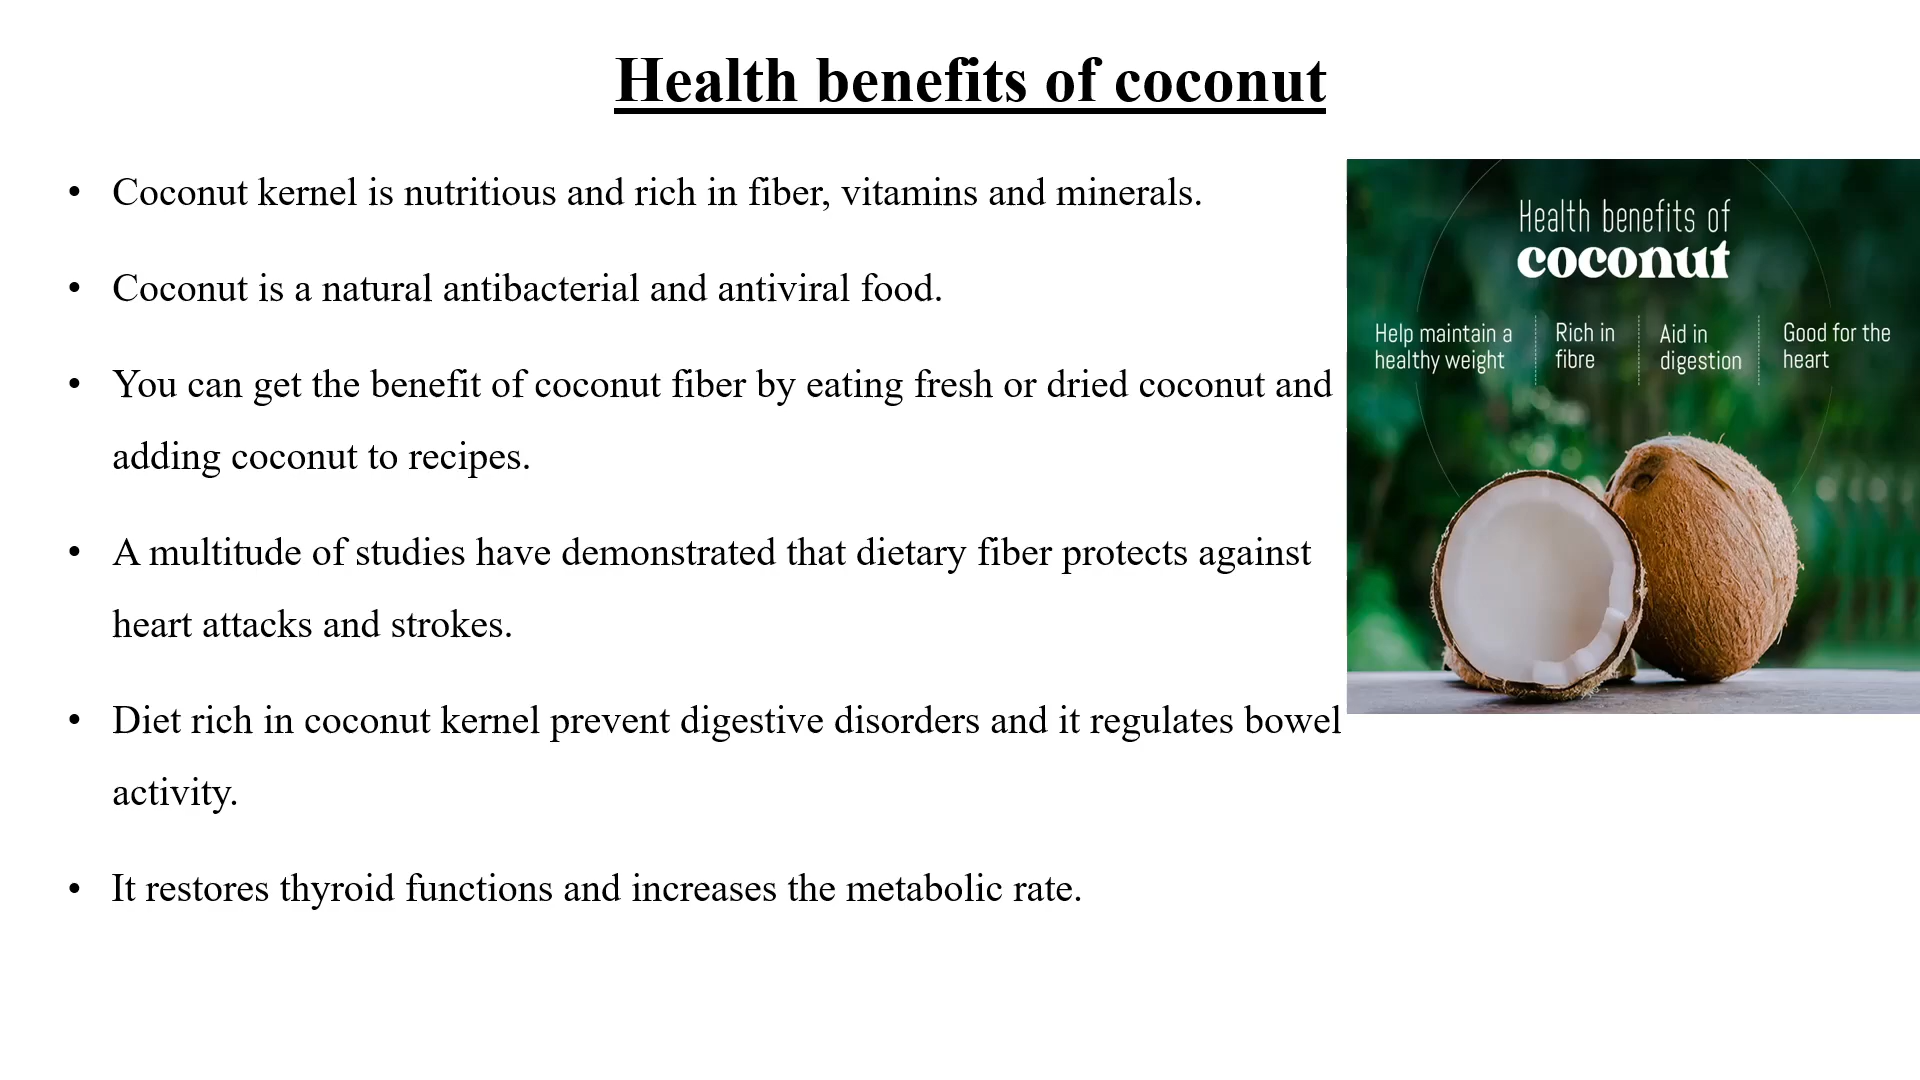 Health benefits of coconut
• Coconut kernel is nutritious and rich in fiber, vitamins and minerals.
• Coconut is a natural antibacterial and antiviral food.
• You can get the benefit of coconut fiber by eating fresh or dried coconut and
adding coconut to recipes.
• A multitude of studies have demonstrated that dietary fiber protects against
heart attacks and strokes.
• Diet rich in coconut kernel prevent digestive disorders and it regulates bowel
activity.
• It restores thyroid functions and increases the metabolic rate.
Health benefits of
coconut
Help maintain a
healthy weight
Rich in
fibre
Aid in
digestion
Good for the
heart